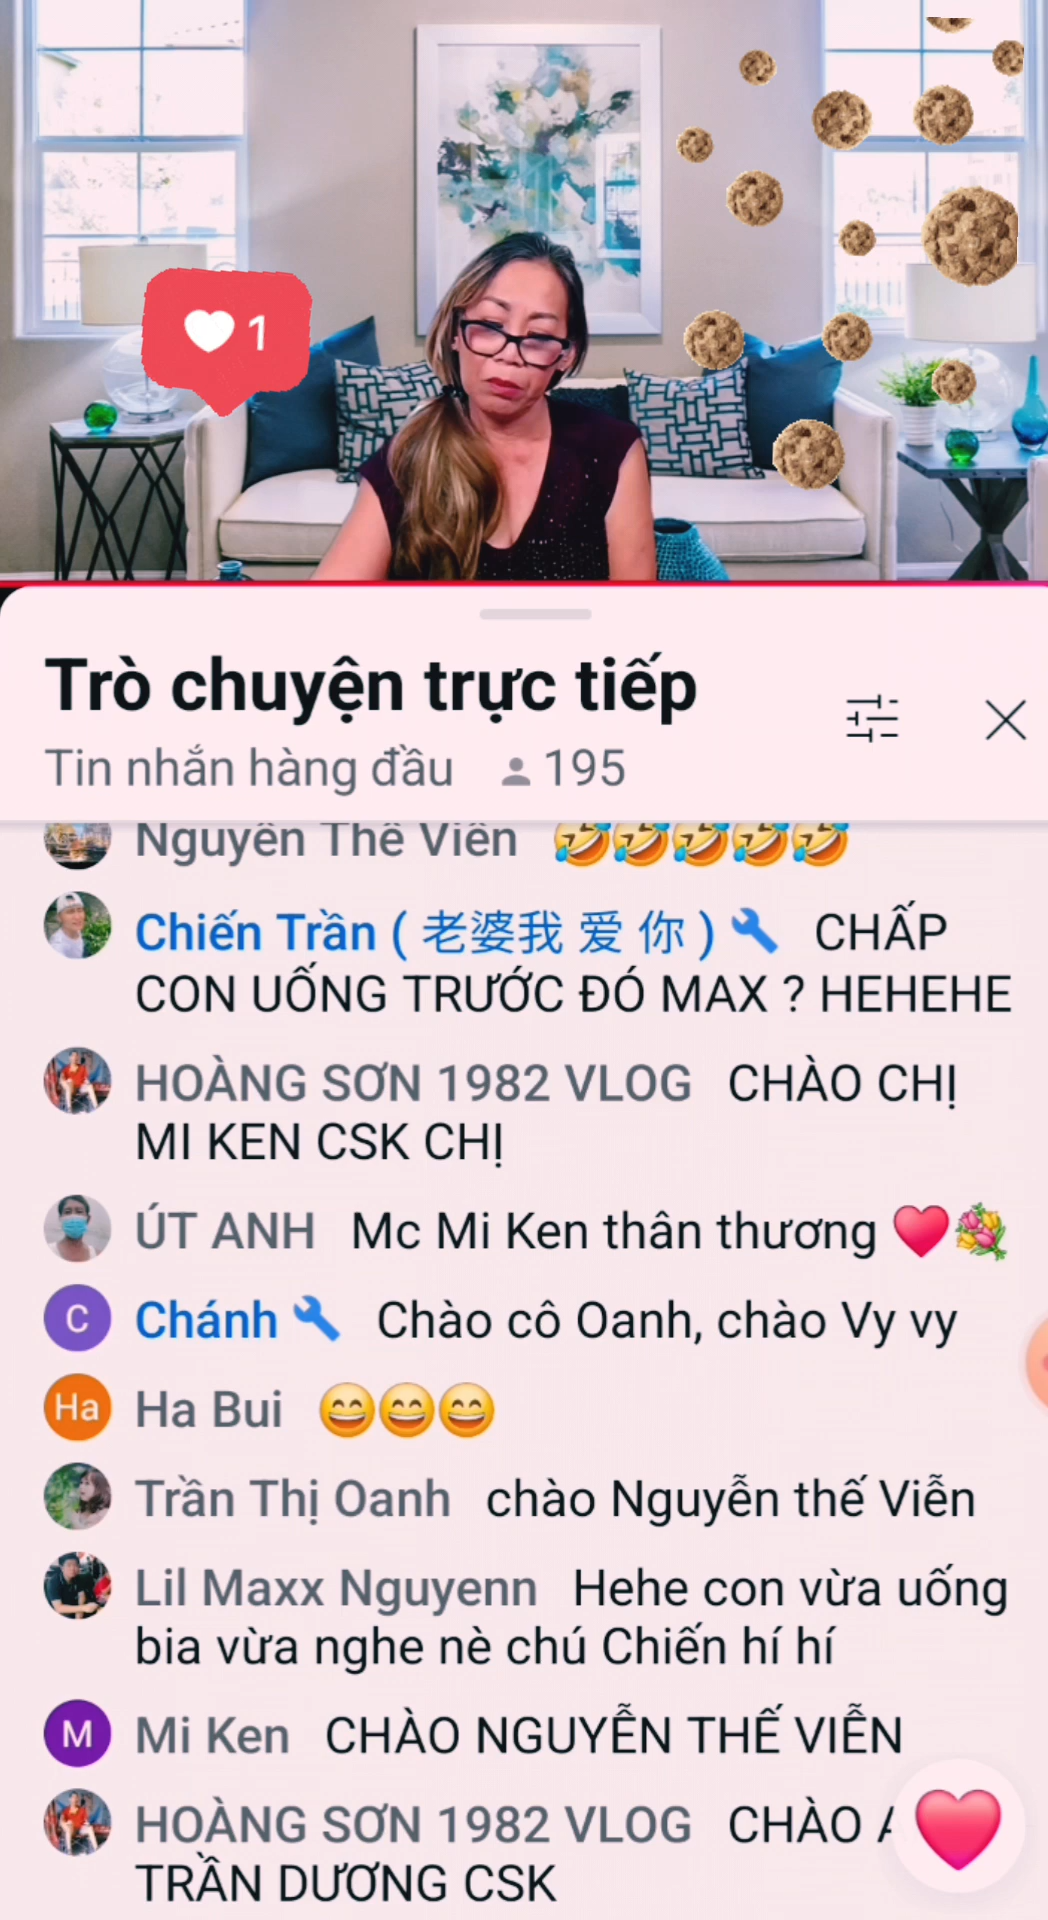 1
Trò chuyện trực tiếp
Tin nhắn hàng đầu 195
Nguyễn Thế Viễn 🤣🤣🤣🤣🤣
Chiến Trần ( 老婆我 爱 你 ) 🔧 CHẤP
CON UỐNG TRƯỚC ĐÓ MAX ? HEHEHE
HOÀNG SƠN 1982 VLOG CHÀO CHỊ
MI KEN CSK CHỊ
ÚT ANH Mc Mi Ken thân thương ❤️💐
C Chánh 🔧 Chào cô Oanh, chào Vy vy
Ha Ha Bui 😄😄😄
Trần Thị Oanh chào Nguyễn thế Viễn
Lil Maxx Nguyenn Hehe con vừa uống
bia vừa nghe nè chú Chiến hí hí
M Mi Ken CHÀO NGUYỄN THẾ VIỄN
HOÀNG SƠN 1982 VLOG CHÀO
TRẦN DƯƠNG CSK